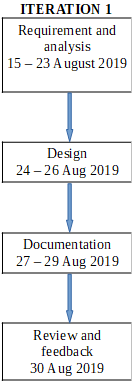 ITERATION 1
Requirement and
analysis
15 – 23 August 2019
Design
24 – 26 Aug 2019
Documentation
27 – 29 Aug 2019
Review and
feedback
30 Aug 2019